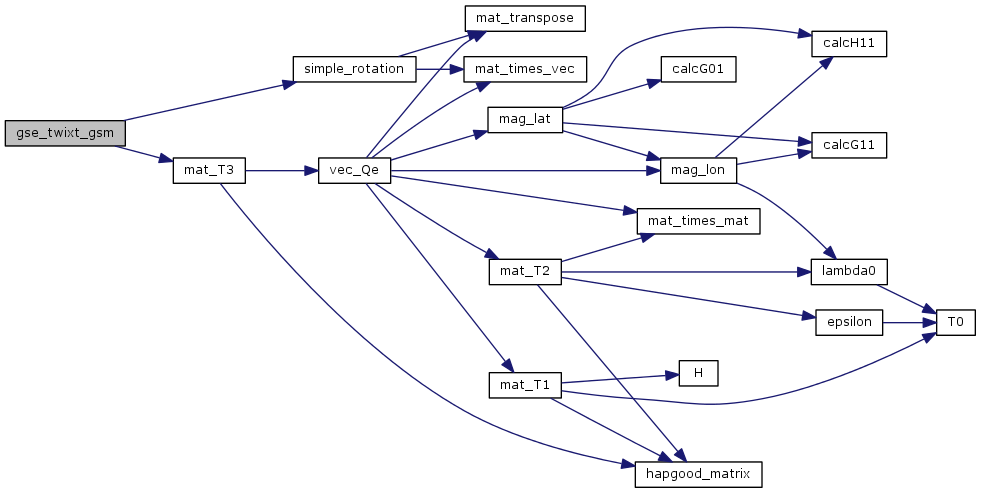 mat_transpose
calcH11
simple_rotation
mat_times_vec
calcG01
mag_lat
gse_twixt_gsm
calcG11
mat_T3
vec_Qe
mag_lon
mat_times_mat
mat_T2
lambda0
epsilon
T0
mat_T1
H
hapgood_matrix